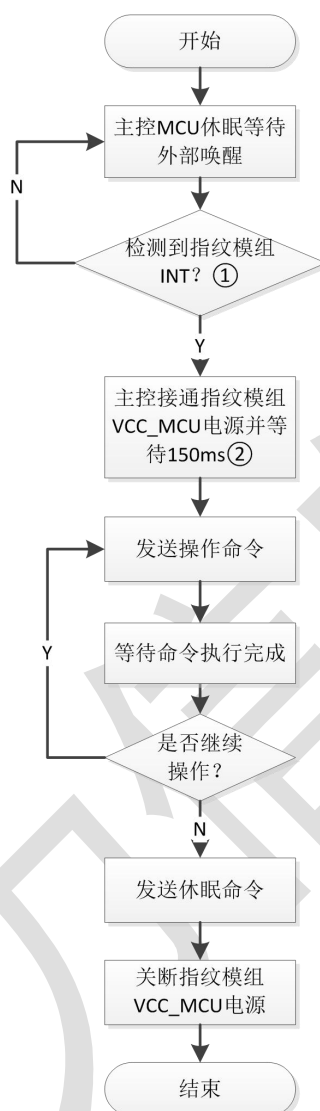 开始
主控MCU休眠等待
外部唤醒
N
检测到指纹模组
INT？①
Y
主控接通指纹模组
VCC_MCU电源并等
待150ms②
发送操作命令
Y
等待命令执行完成
是否继续
操作？
N
发送休眠命令
关断指纹模组
VCC_MCU电源
结束